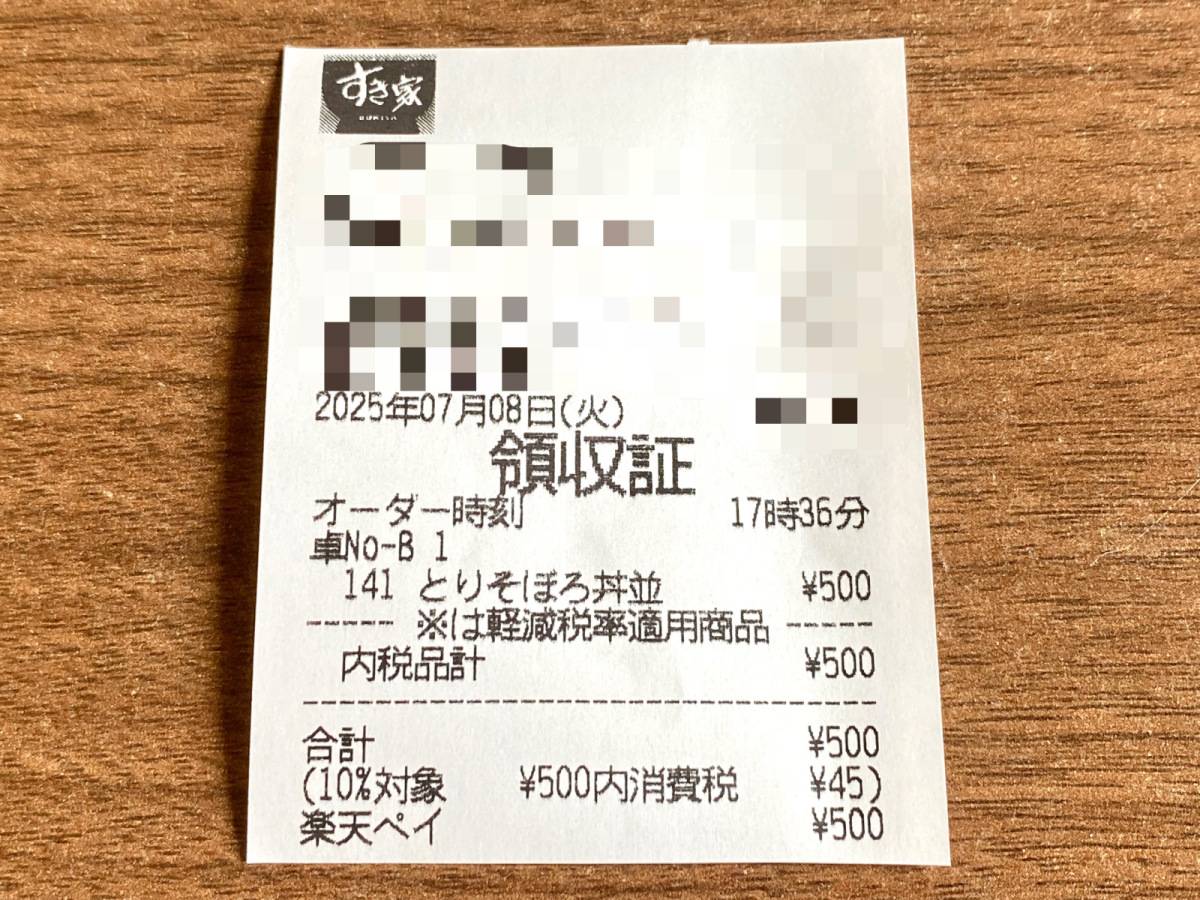 すき家
SUKIYA
2025年07月08日(火)
領収証
オーダー時刻 17時36分
卓No-B 1
141 とりそぼろ丼並 ¥500
----- ※は軽減税率適用商品 -----
内税品計 ¥500
合計 ¥500
(10%対象 ¥500内消費税 ¥45)
楽天ペイ ¥500